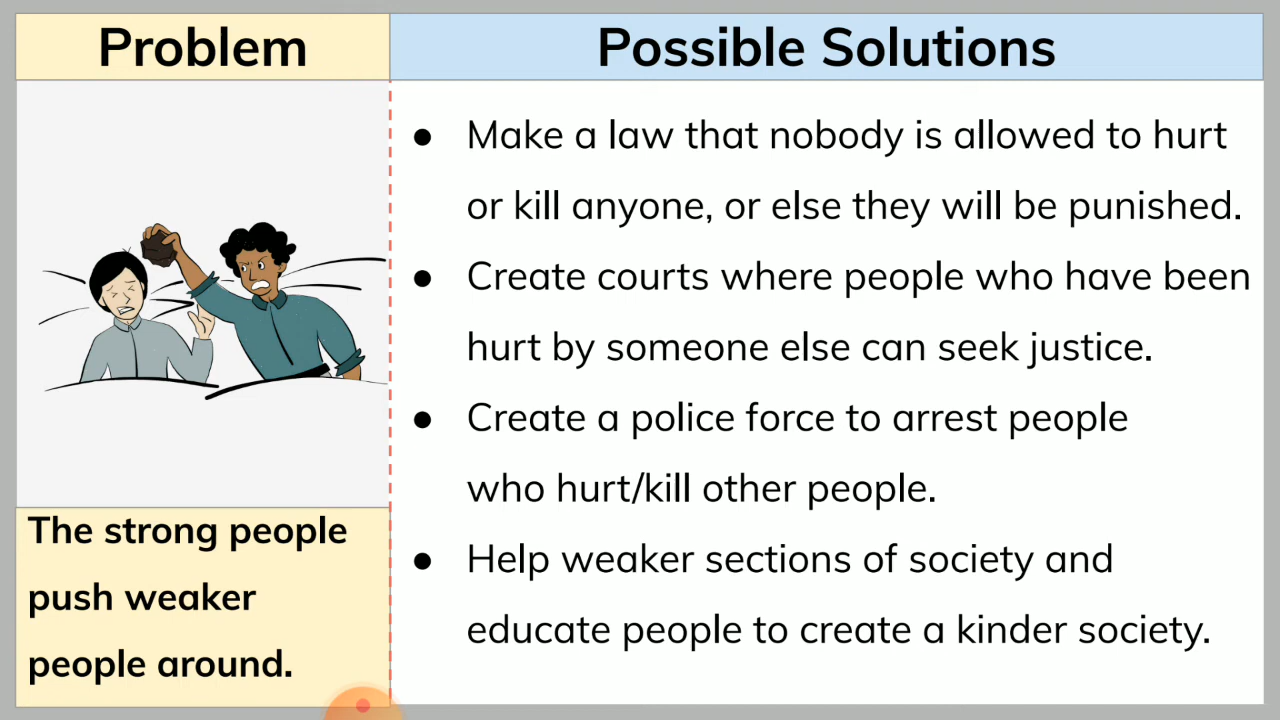 Problem
Possible Solutions
The strong people
push weaker
people around.
● Make a law that nobody is allowed to hurt
or kill anyone, or else they will be punished.
● Create courts where people who have been
hurt by someone else can seek justice.
● Create a police force to arrest people
who hurt/kill other people.
● Help weaker sections of society and
educate people to create a kinder society.